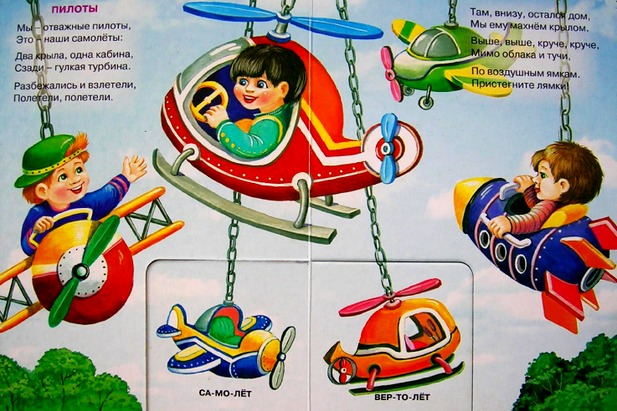 ПИЛОТЫ
Мы - отважные пилоты,
Это - наши самолёты:
Два крыла, одна кабина,
Сзади - гулкая турбина.
Разбежались и взлетели,
Полетели, полетели.
Там, внизу, остался дом,
Мы ему махнём крылом.
Выше, выше, круче, круче,
Мимо облака и тучи,
По воздушным ямкам.
Пристегните лямки!
СА-МО-ЛЁТ
ВЕР-ТО-ЛЁТ